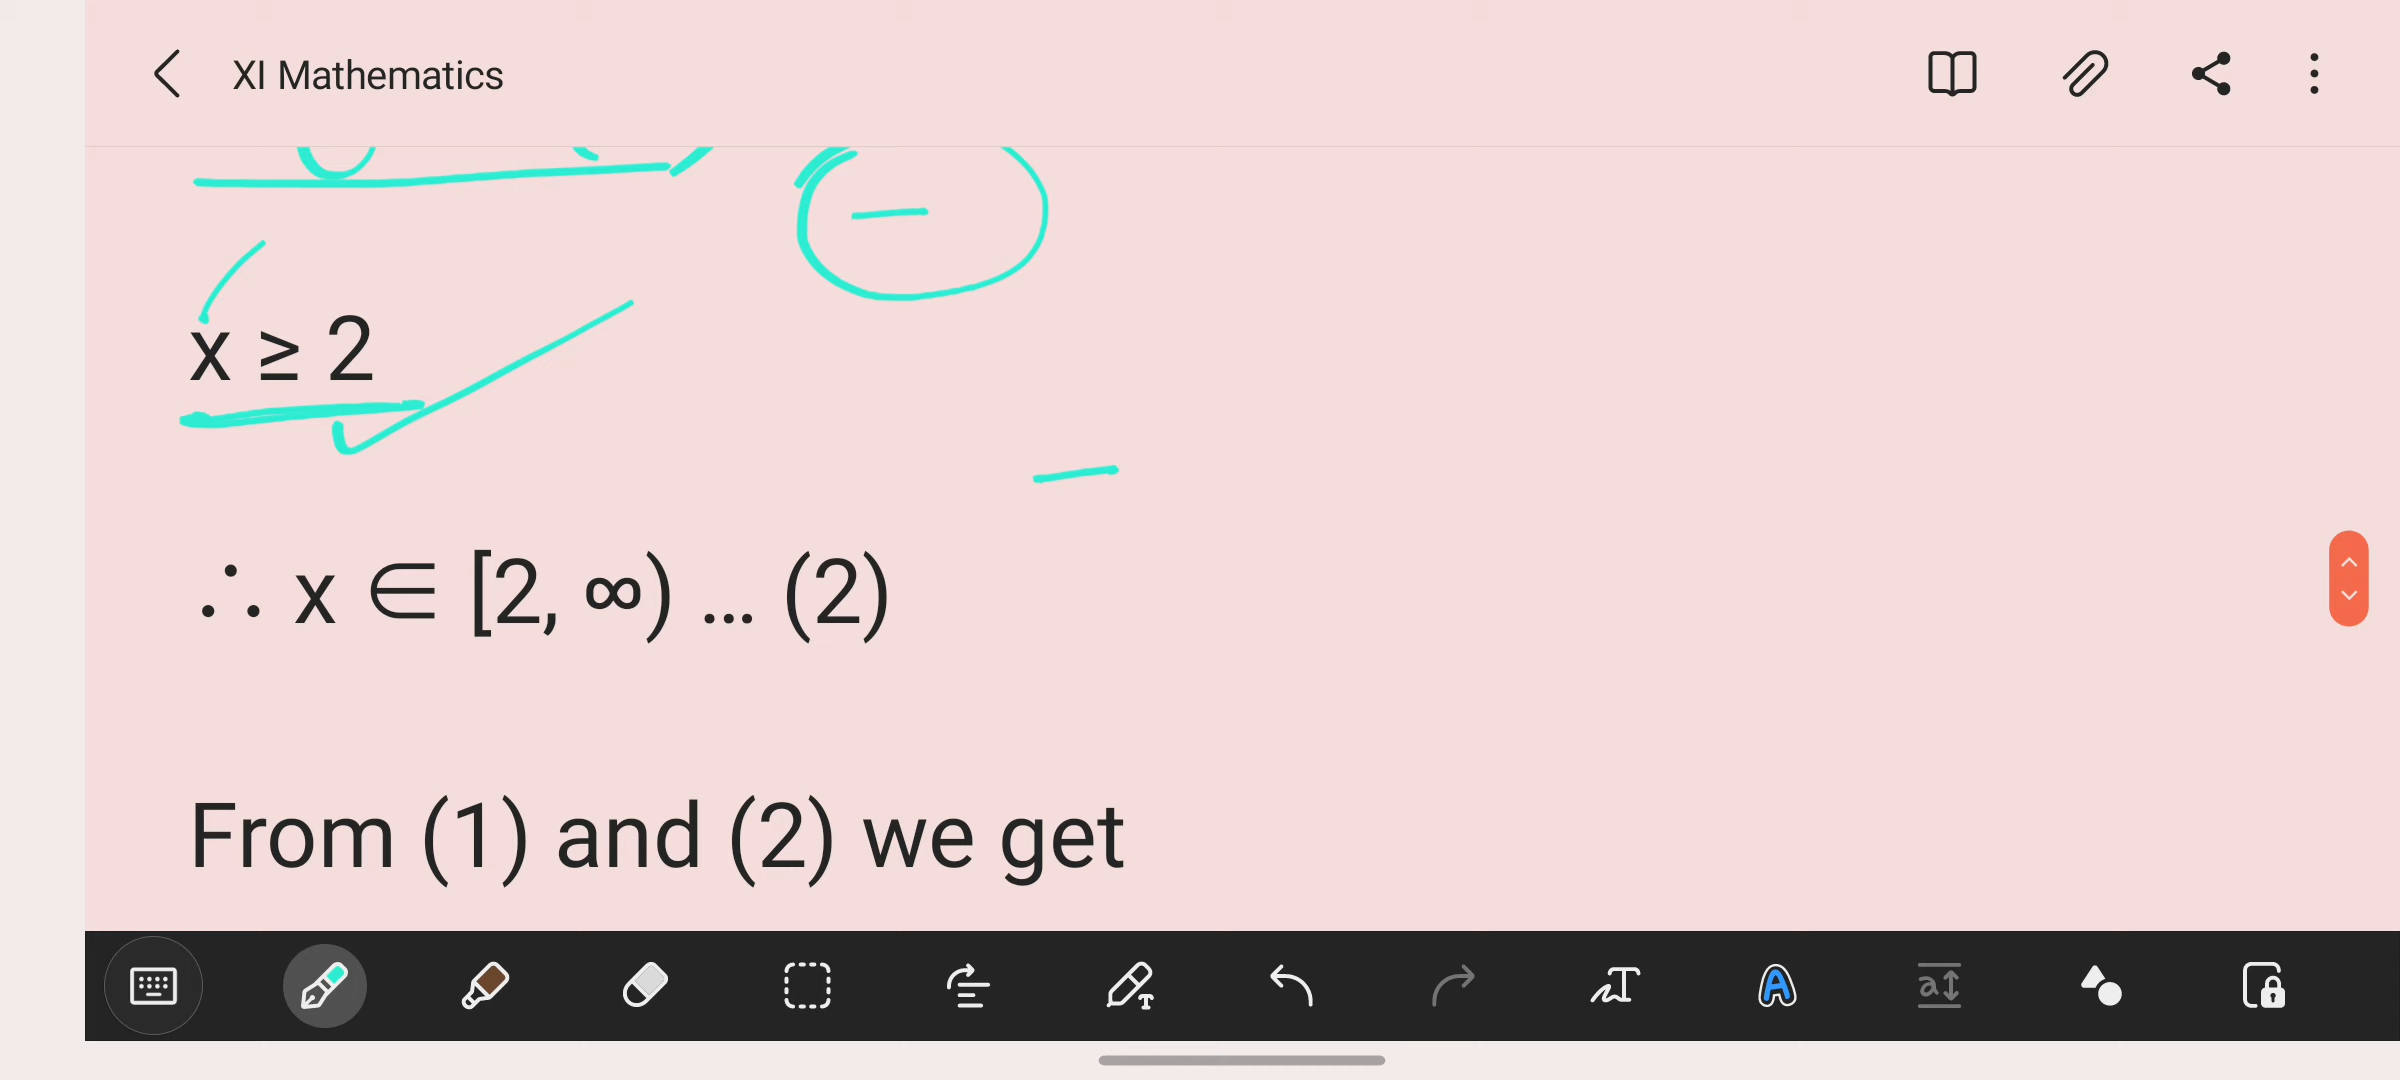 XI Mathematics
x ≥ 2
∴ x ∈ [2, ∞) ... (2)
From (1) and (2) we get